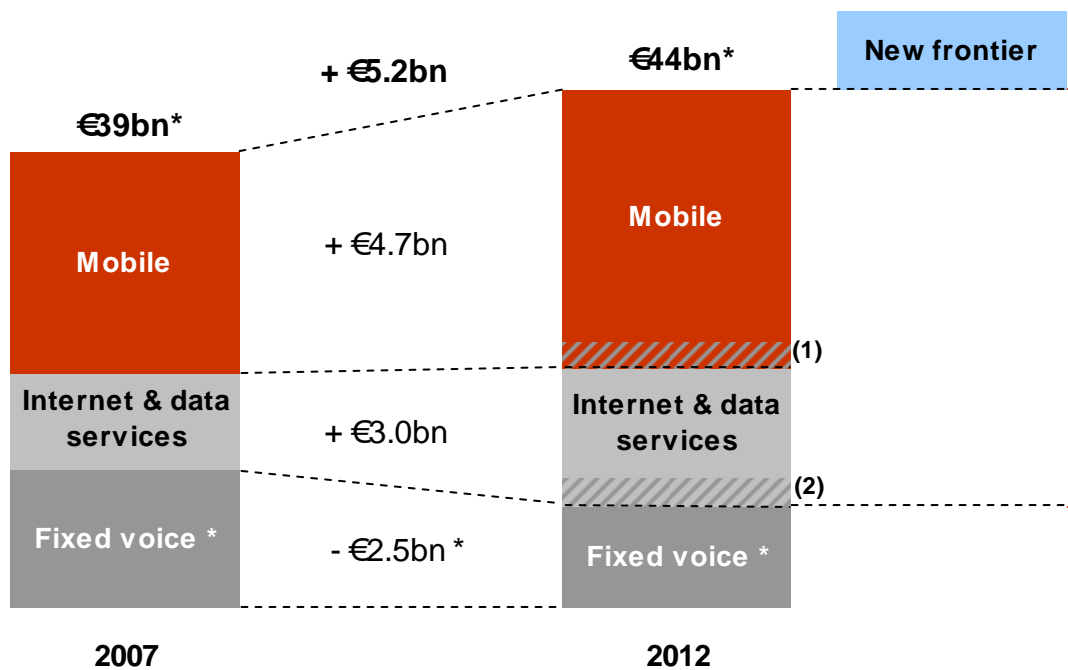 New frontier
+ €5.2bn
€44bn*
€39bn*
Mobile
+ €4.7bn
Mobile
(1)
Internet & data
services
+ €3.0bn
Internet & data
services
(2)
Fixed voice *
- €2.5bn *
Fixed voice *
2007
2012